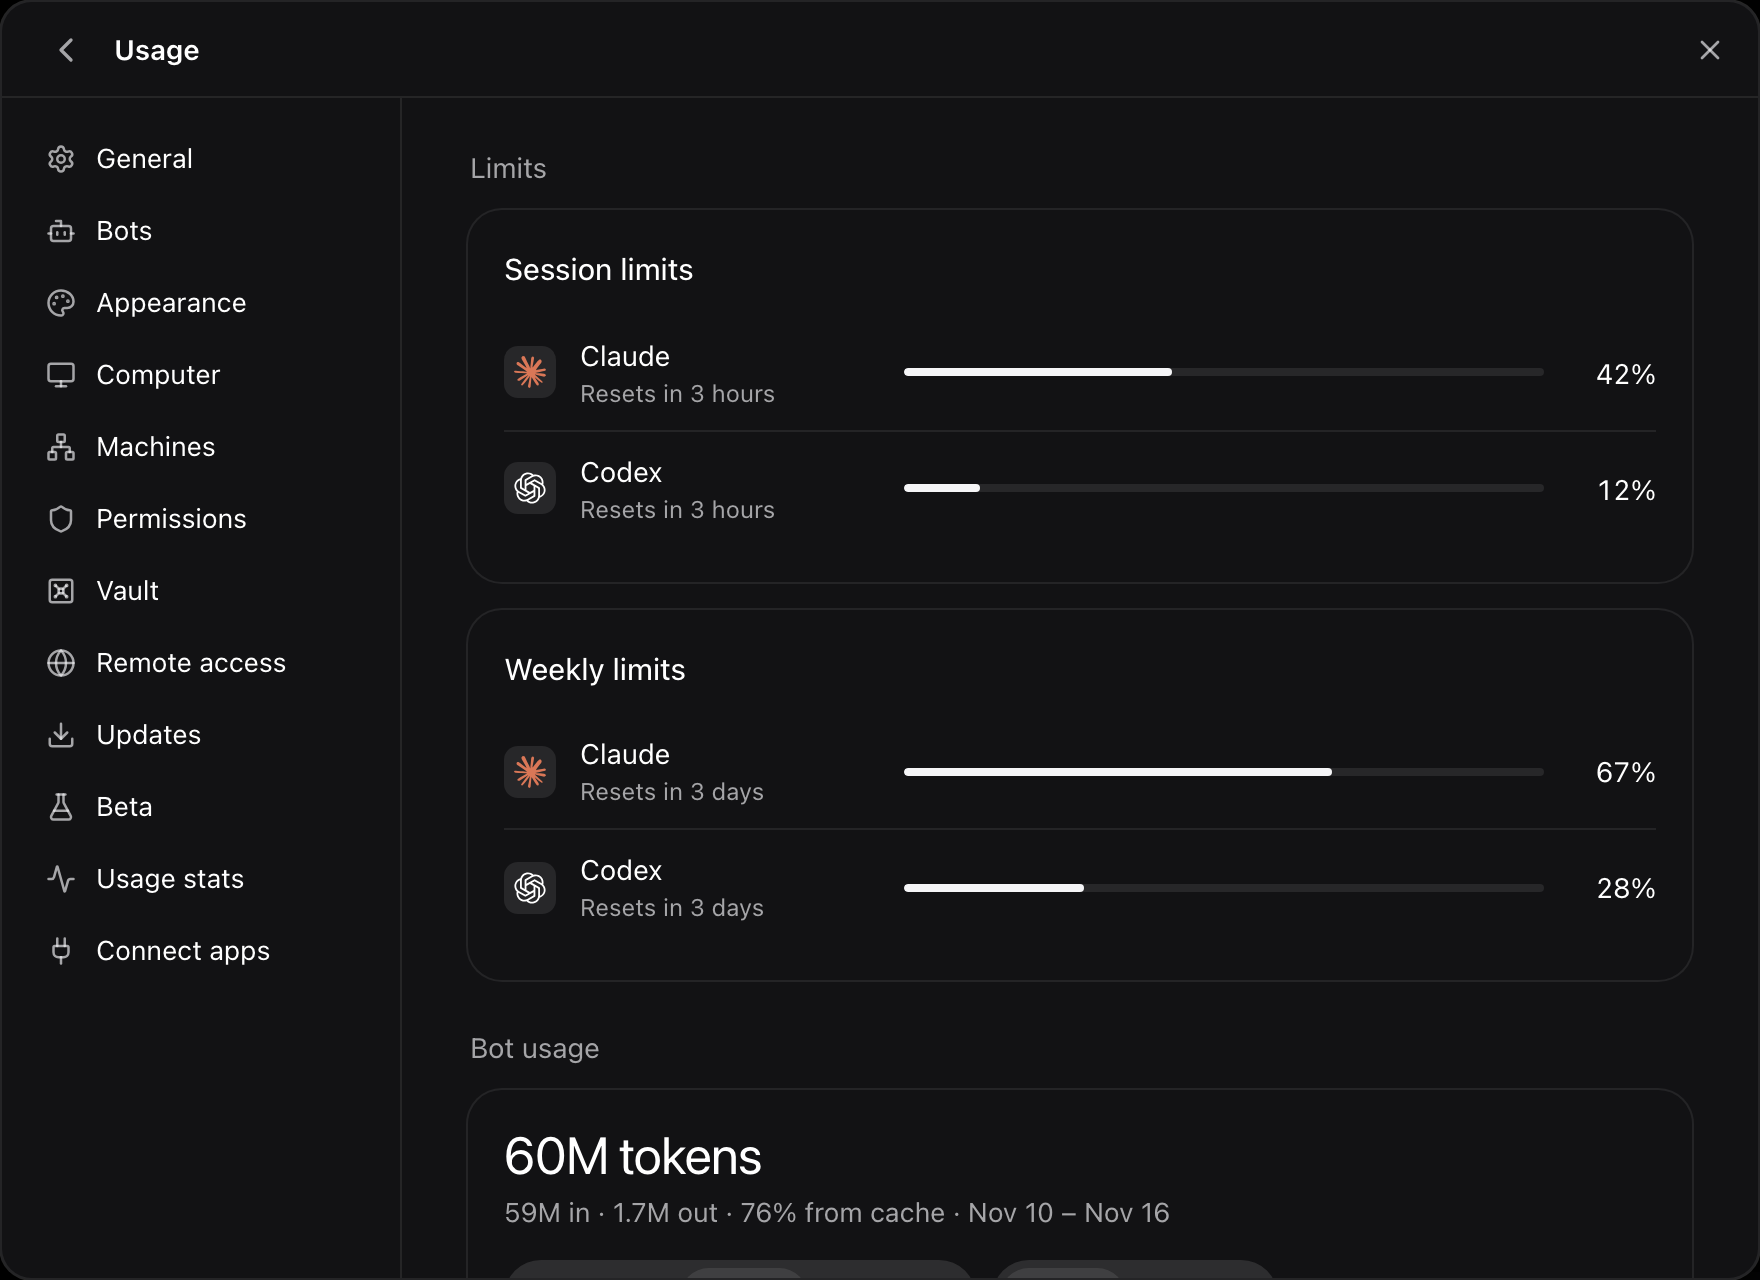 Usage
General
Bots
Appearance
Computer
Machines
Permissions
Vault
Remote access
Updates
Beta
Usage stats
Connect apps
Limits
Session limits
Claude
Resets in 3 hours
42%
Codex
Resets in 3 hours
12%
Weekly limits
Claude
Resets in 3 days
67%
Codex
Resets in 3 days
28%
Bot usage
60M tokens
59M in · 1.7M out · 76% from cache · Nov 10 – Nov 16